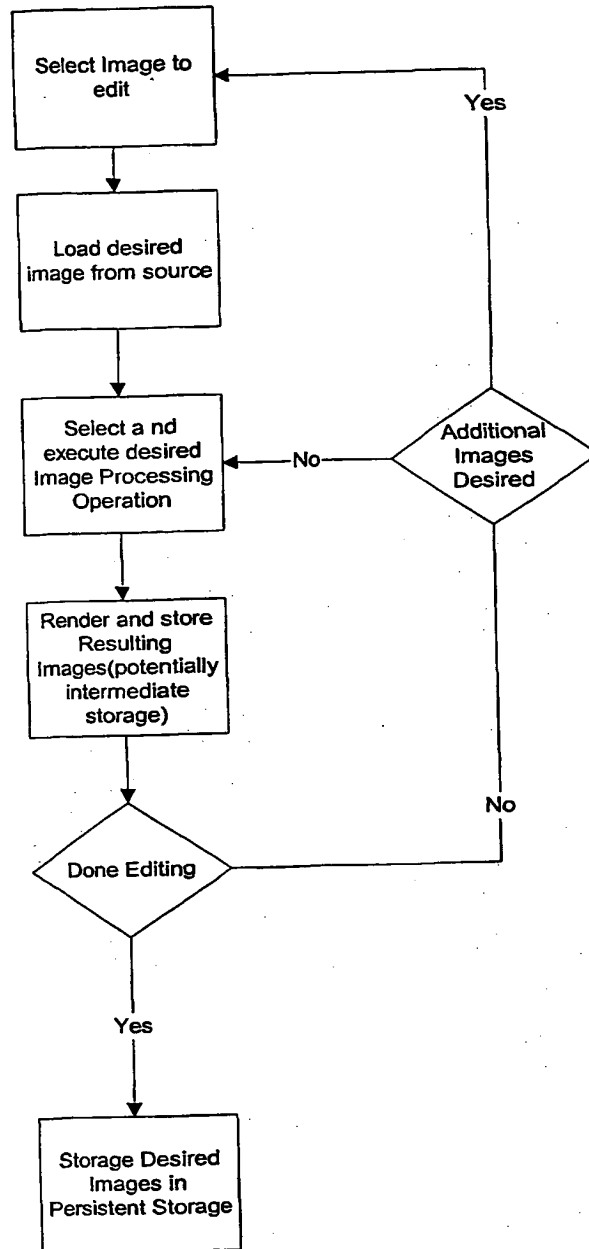 Select Image to
edit
Yes
Load desired
image from source
Select a nd
execute desired
Image Processing
Operation
No
Additional
Images
Desired
Render and store
Resulting
Images(potentially
intermediate
storage)
No
Done Editing
Yes
Storage Desired
Images in
Persistent Storage